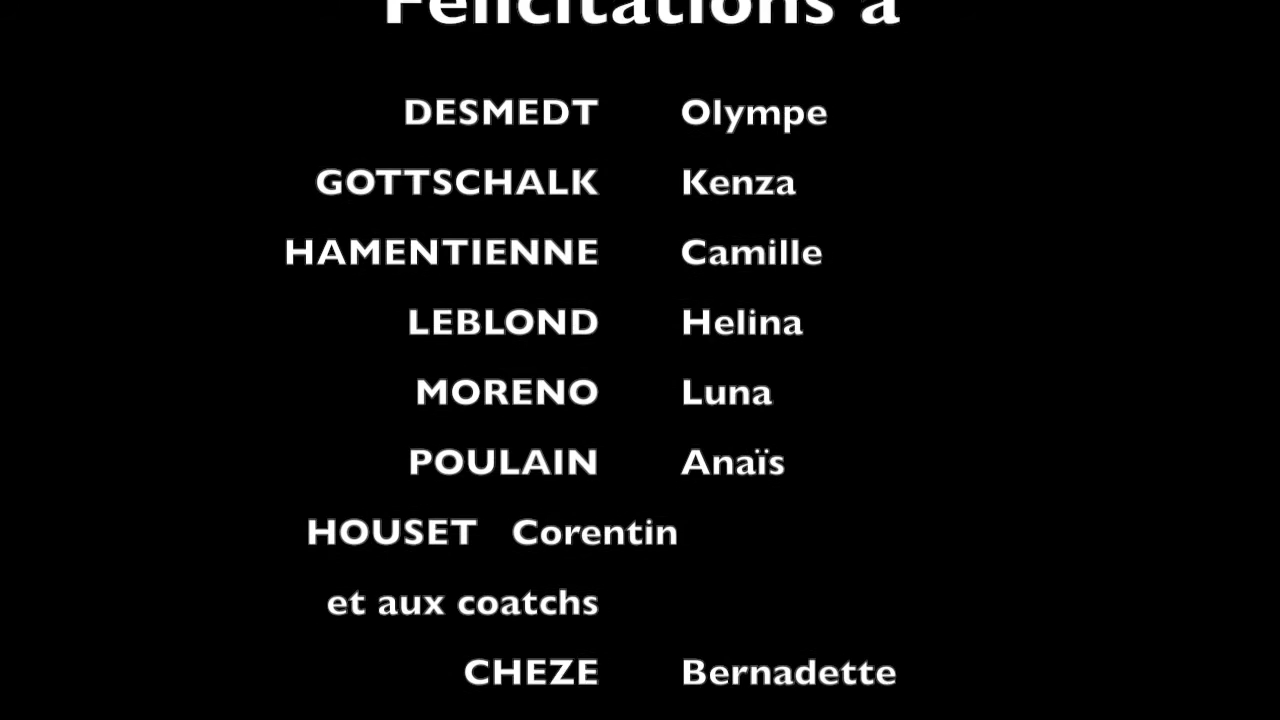 Félicitations à
DESMEDT Olympe
GOTTSCHALK Kenza
HAMENTIENNE Camille
LEBLOND Helina
MORENO Luna
POULAIN Anaïs
HOUSET Corentin
et aux coatchs
CHEZE Bernadette